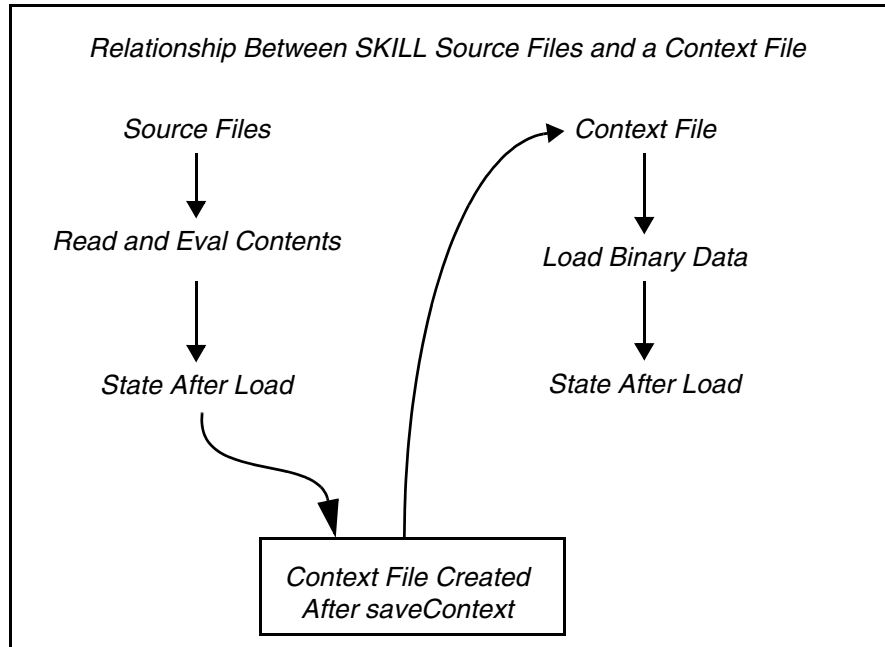 Relationship Between SKILL Source Files and a Context File
Source Files
Read and Eval Contents
State After Load
Context File Created
After saveContext
Context File
Load Binary Data
State After Load